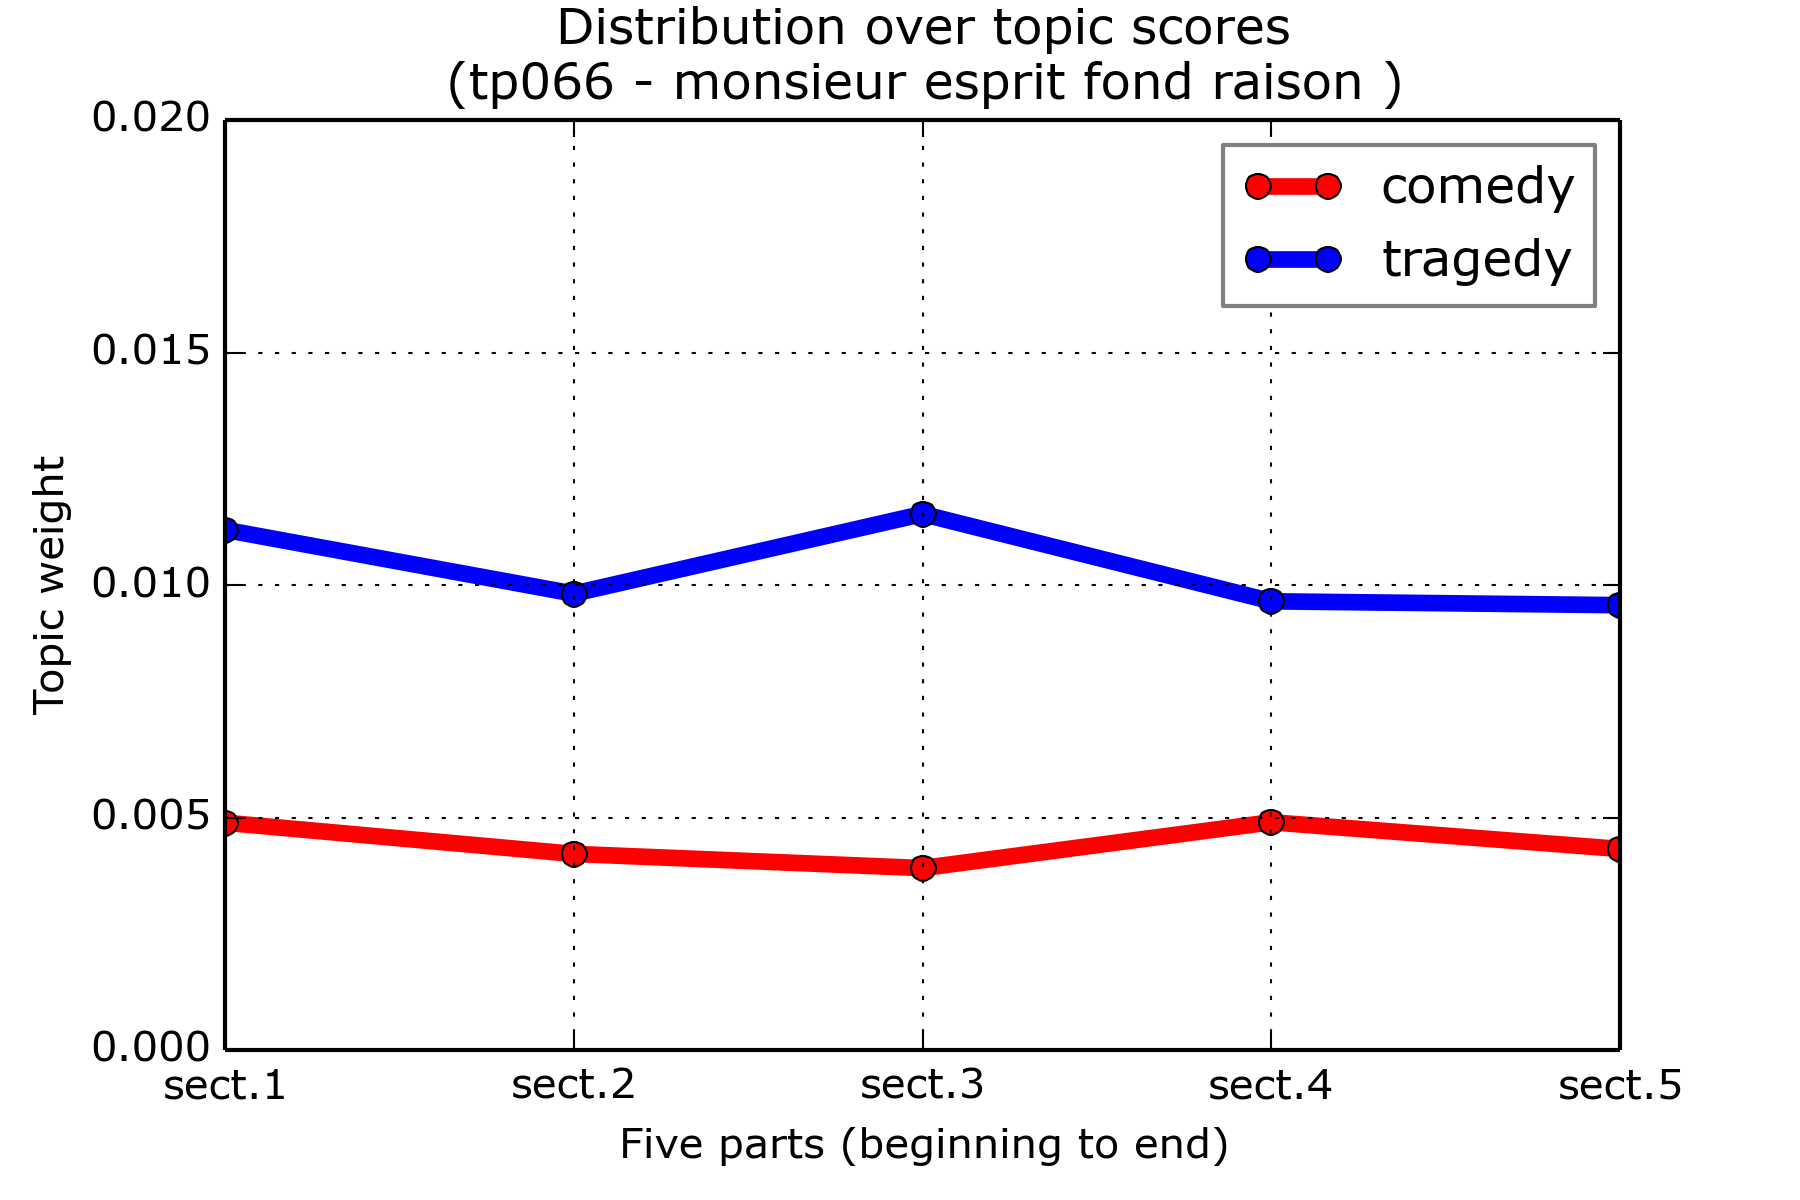 Distribution over topic scores
(tp066 - monsieur esprit fond raison )
0.020
0.015
0.010
0.005
0.000
Topic weight
comedy
tragedy
sect.1 sect.2 sect.3 sect.4 sect.5
Five parts (beginning to end)